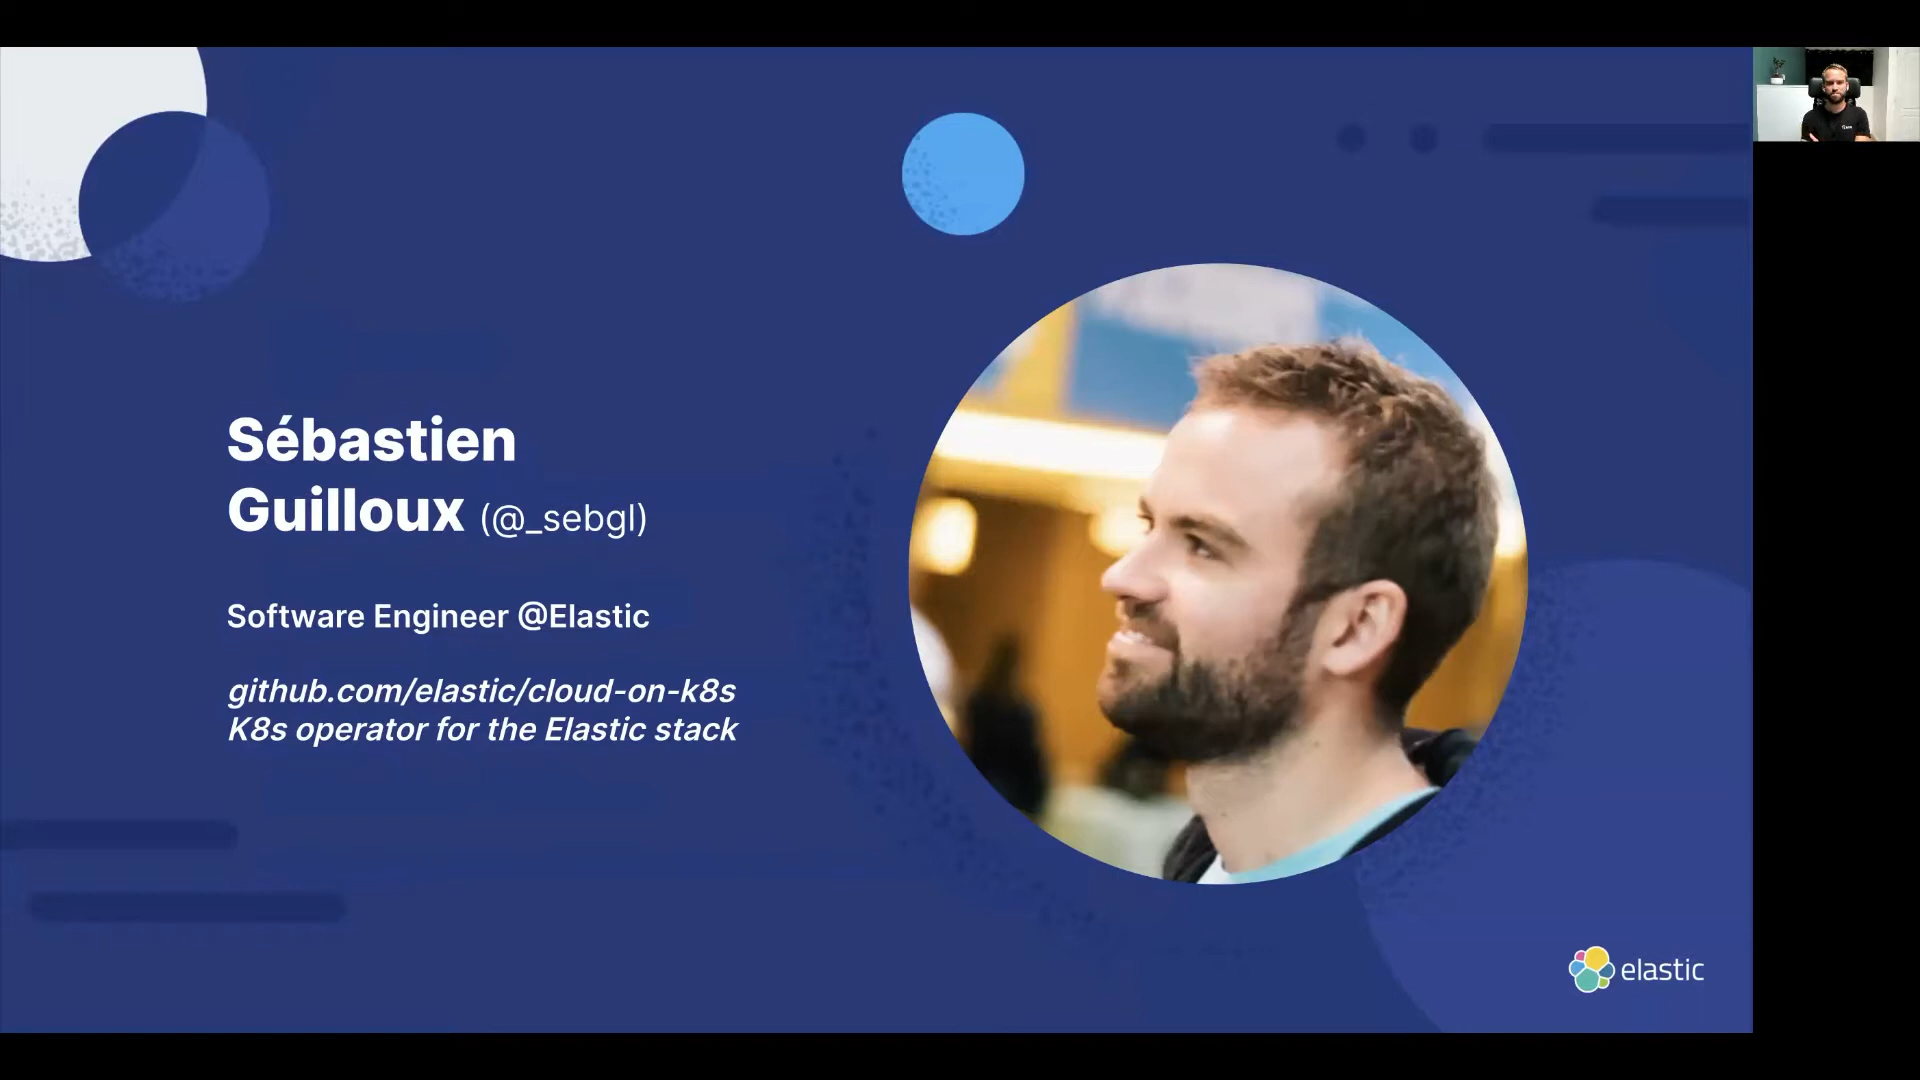 Sébastien
Guilloux (@_sebgl)
Software Engineer @Elastic
github.com/elastic/cloud-on-k8s
K8s operator for the Elastic stack
elastic